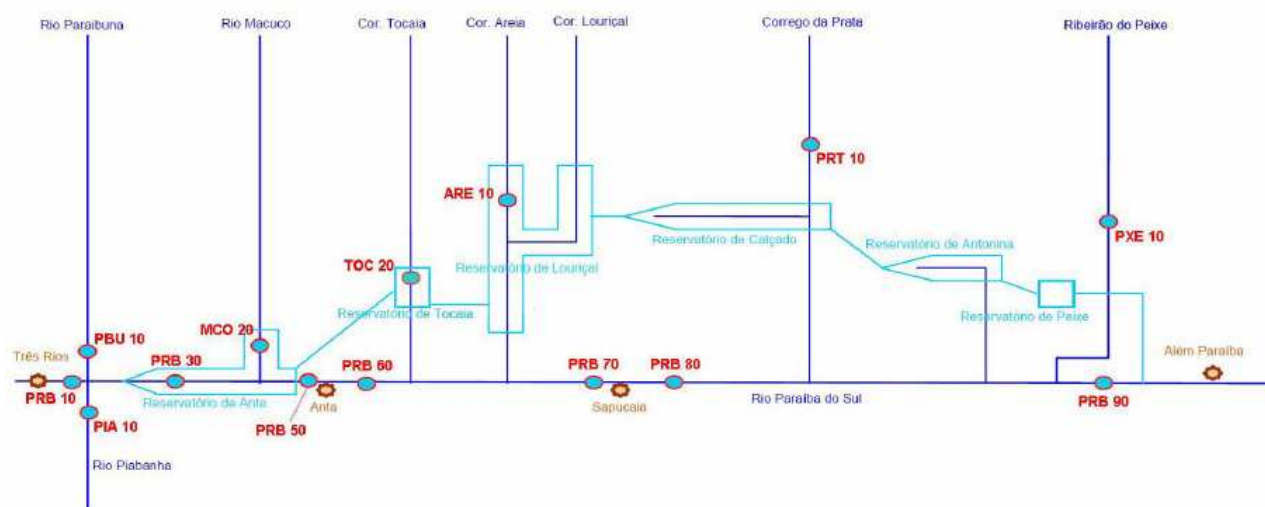 Rio Paraibuna
Rio Macuco
Cor. Tocaia
Cor. Areia
Cor. Louriçal
Corrego da Prata
Ribeirão do Peixe
PRT 10
ARE 10
PXE 10
Reservatório de Calçado
Reservatório de Antonina
TOC 20
Reservatório de Louriçal
Reservatório de Tocaia
Reservatório de Peixe
MCO 20
PBU 10
Três Rios
PRB 30
PRB 60
PRB 70
PRB 80
Além Paraíba
PRB 10
Reservatório de Anta
Anta
Sapucaia
Rio Paraíba do Sul
PRB 90
PIA 10
PRB 50
Rio Piabanha